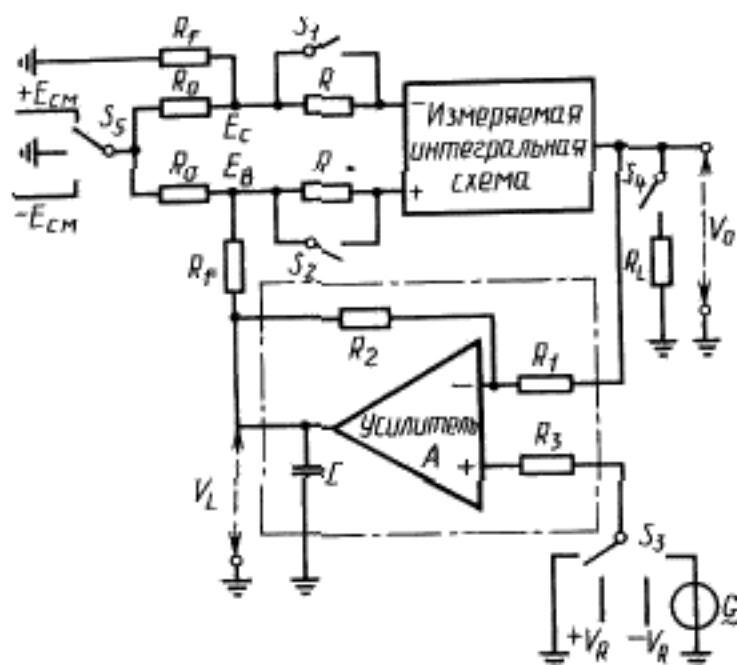 R_f
S_1
+E_см
S_5
R_0
E_c
R
−
Измеряемая
интегральная
схема
R_0
E_в
R
+
−E_см
S_2
S_4
R_L
V_0
R_f
R_2
R_1
−
Усилитель
A
+
R_3
V_L
C
S_3
+V_R
−V_R
G